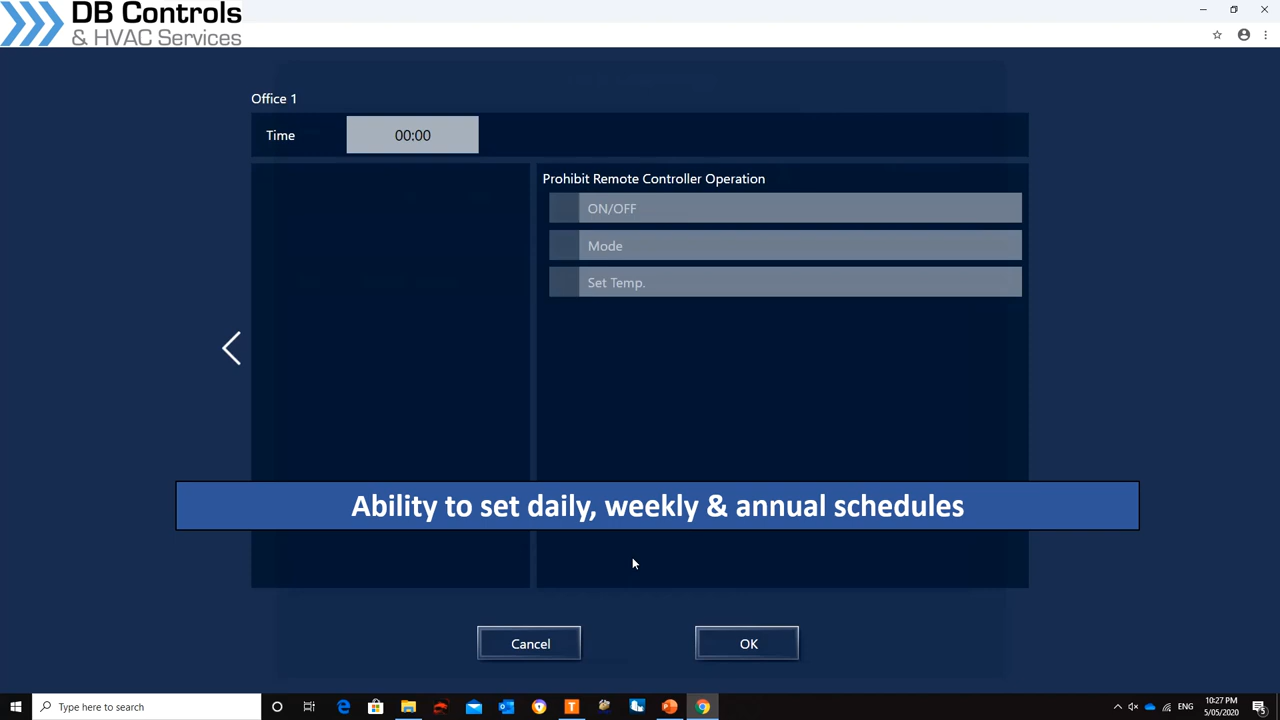 DB Controls
& HVAC Services
Office 1
Time
00:00
Prohibit Remote Controller Operation
ON/OFF
Mode
Set Temp.
Ability to set daily, weekly & annual schedules
Cancel
OK
Type here to search
ENG
10:27 PM
5/05/2020